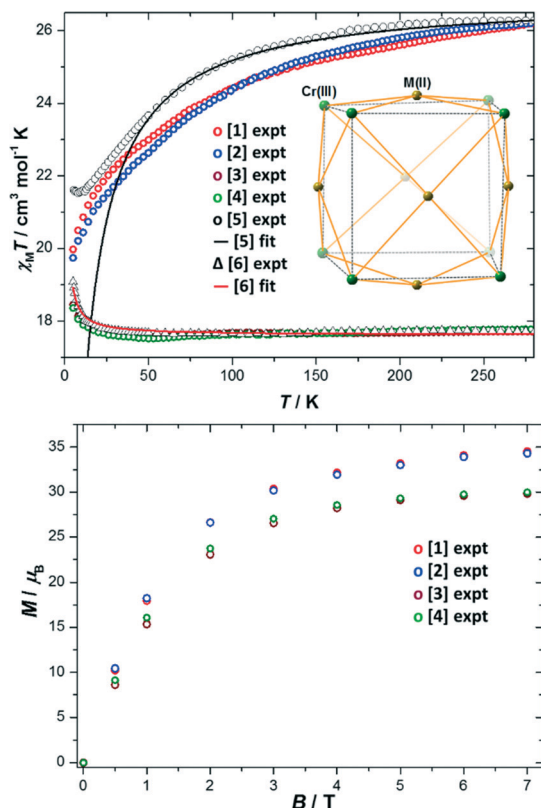 26
24
22
20
18
χMT / cm³ mol⁻¹ K
Cr(III)
M(II)
[1] expt
[2] expt
[3] expt
[4] expt
[5] expt
[5] fit
[6] expt
[6] fit
0 50 100 150 200 250
T / K
35
30
25
20
15
10
5
0
M / μB
[1] expt
[2] expt
[3] expt
[4] expt
0 1 2 3 4 5 6 7
B / T